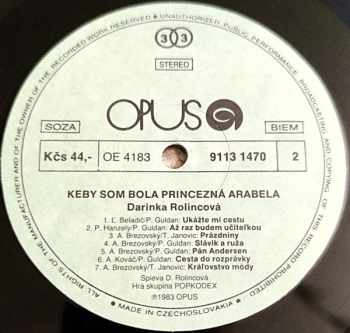 ALL RIGHTS OF THE MANUFACTURER AND OF THE OWNER OF THE RECORDED WORK RESERVED • UNAUTHORIZED PUBLIC PERFORMANCE, BROADCASTING AND COPYING OF THIS RECORD PROHIBITED
33
STEREO
OPUS
SOZA
BIEM
Kčs 44,-
OE 4183
9113 1470
2
KEBY SOM BOLA PRINCEZNÁ ARABELA
Darinka Rolincová
1. Ľ. Beladič/P. Guldan: Ukážte mi cestu
2. P. Hanzely/P. Guldan: Až raz budem učiteľkou
3. A. Brezovský/T. Janovic: Prázdniny
4. A. Brezovský/P. Guldan: Slávik a ruža
5. A. Brezovský/P. Guldan: Pán Andersen
6. A. Kováč/P. Guldan: Cesta do rozprávky
7. A. Brezovský/T. Janovic: Kráľovstvo módy
Spieva D. Rolincová
Hrá skupina POPKODEX
Ⓟ1983 OPUS
MADE IN CZECHOSLOVAKIA